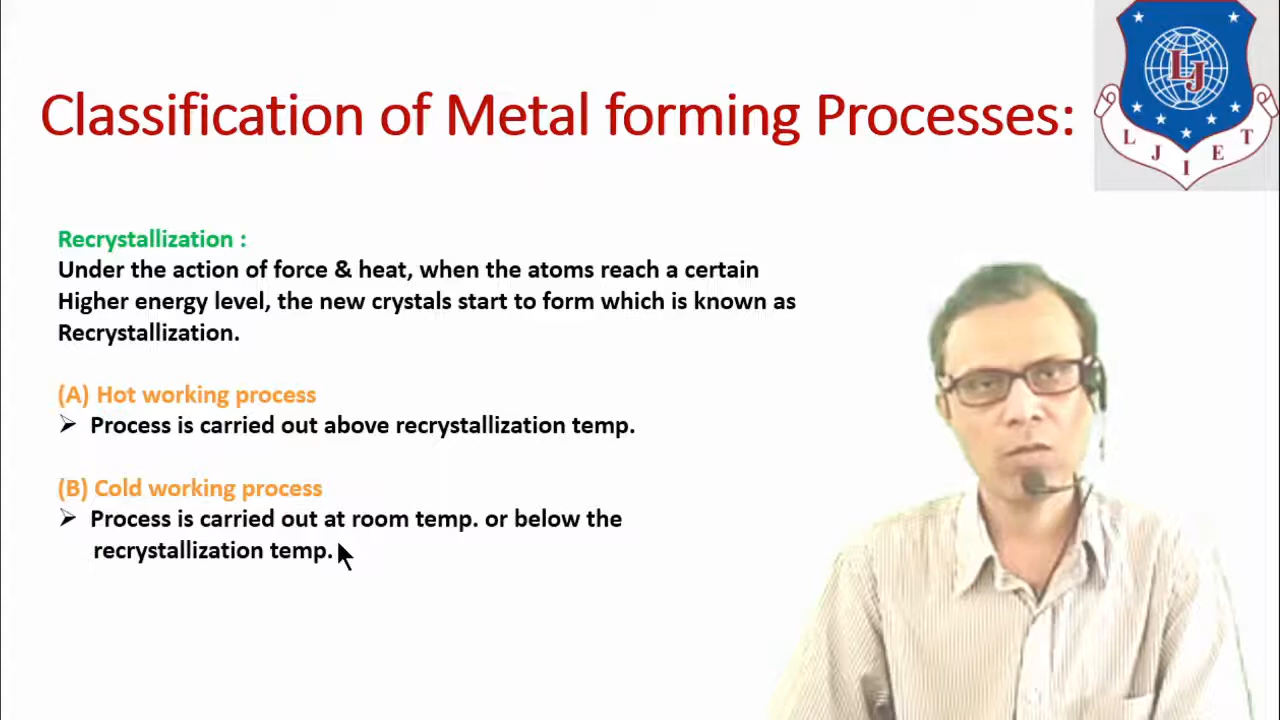 Classification of Metal forming Processes:
LJ
L J I E T
Recrystallization :
Under the action of force & heat, when the atoms reach a certain
Higher energy level, the new crystals start to form which is known as
Recrystallization.
(A) Hot working process
➢ Process is carried out above recrystallization temp.
(B) Cold working process
➢ Process is carried out at room temp. or below the
recrystallization temp.